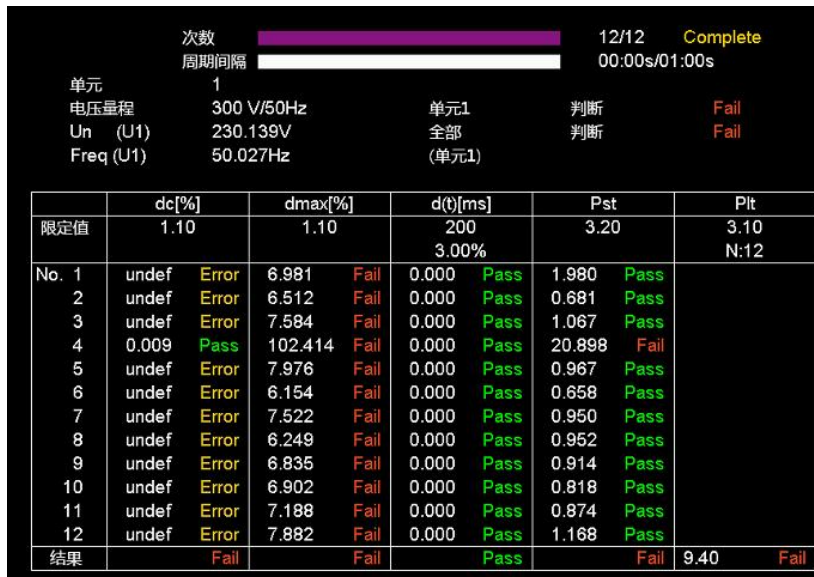 次数 12/12 Complete
周期间隔 00:00s/01:00s
单元 1
电压量程 300 V/50Hz 单元1 判断 Fail
Un (U1) 230.139V 全部 判断 Fail
Freq (U1) 50.027Hz (单元1)
dc[%] dmax[%] d(t)[ms] Pst Plt
限定值 1.10 1.10 200 3.20 3.10
3.00% N:12
No. 1 undef Error 6.981 Fail 0.000 Pass 1.980 Pass
2 undef Error 6.512 Fail 0.000 Pass 0.681 Pass
3 undef Error 7.584 Fail 0.000 Pass 1.067 Pass
4 0.009 Pass 102.414 Fail 0.000 Pass 20.898 Fail
5 undef Error 7.976 Fail 0.000 Pass 0.967 Pass
6 undef Error 6.154 Fail 0.000 Pass 0.658 Pass
7 undef Error 7.522 Fail 0.000 Pass 0.950 Pass
8 undef Error 6.249 Fail 0.000 Pass 0.952 Pass
9 undef Error 6.835 Fail 0.000 Pass 0.914 Pass
10 undef Error 6.902 Fail 0.000 Pass 0.818 Pass
11 undef Error 7.188 Fail 0.000 Pass 0.874 Pass
12 undef Error 7.882 Fail 0.000 Pass 1.168 Pass
结果 Fail Fail Pass Fail 9.40 Fail